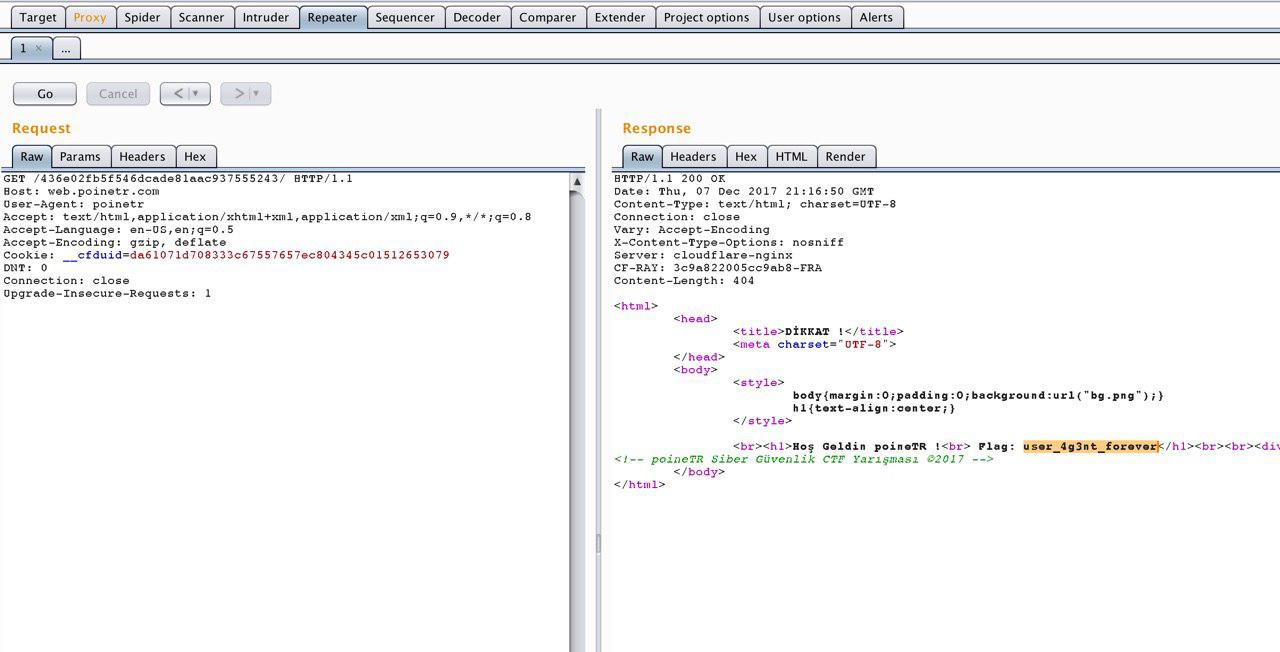 Target Proxy Spider Scanner Intruder Repeater Sequencer Decoder Comparer Extender Project options User options Alerts
1 × ...
Go Cancel < >
Request
Raw Params Headers Hex
GET /436e02fb5f546dcade81aac937555243/ HTTP/1.1
Host: web.poinetr.com
User-Agent: poinetr
Accept: text/html,application/xhtml+xml,application/xml;q=0.9,*/*;q=0.8
Accept-Language: en-US,en;q=0.5
Accept-Encoding: gzip, deflate
Cookie: __cfduid=da61071d708333c67557657ec804345c01512653079
DNT: 0
Connection: close
Upgrade-Insecure-Requests: 1
Response
Raw Headers Hex HTML Render
HTTP/1.1 200 OK
Date: Thu, 07 Dec 2017 21:16:50 GMT
Content-Type: text/html; charset=UTF-8
Connection: close
Vary: Accept-Encoding
X-Content-Type-Options: nosniff
Server: cloudflare-nginx
CF-RAY: 3c9a822005cc9ab8-FRA
Content-Length: 404
<html>
<head>
<title>DİKKAT !</title>
<meta charset="UTF-8">
</head>
<body>
<style>
body{margin:0;padding:0;background:url("bg.png");}
h1{text-align:center;}
</style>
<br><h1>Hoş Geldin poineTR !<br> Flag: user_4g3nt_forever</h1><br><br><div
<!-- poineTR Siber Güvenlik CTF Yarışması ©2017 -->
</body>
</html>